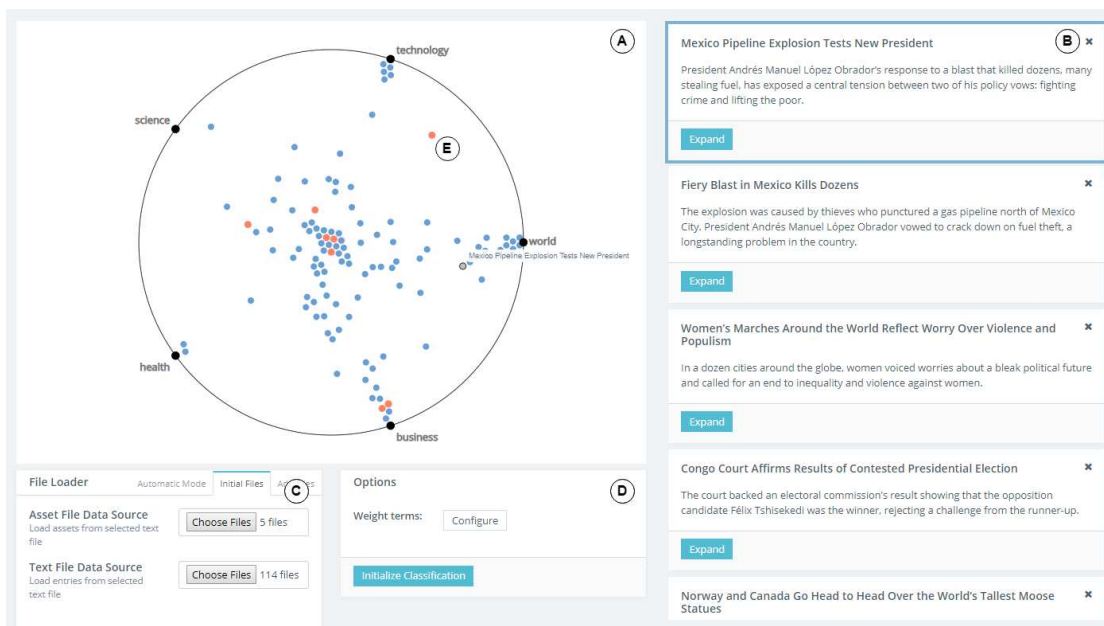 A
technology
science
E
world
Mexico Pipeline Explosion Tests New President
health
business
B
Mexico Pipeline Explosion Tests New President
President Andrés Manuel López Obrador's response to a blast that killed dozens, many
stealing fuel, has exposed a central tension between two of his policy vows: fighting
crime and lifting the poor.
Expand
Fiery Blast in Mexico Kills Dozens
The explosion was caused by thieves who punctured a gas pipeline north of Mexico
City. President Andrés Manuel López Obrador vowed to crack down on fuel theft, a
longstanding problem in the country.
Expand
Women's Marches Around the World Reflect Worry Over Violence and
Populism
In a dozen cities around the globe, women voiced worries about a bleak political future
and called for an end to inequality and violence against women.
Expand
Congo Court Affirms Results of Contested Presidential Election
The court backed an electoral commission's result showing that the opposition
candidate Félix Tshisekedi was the winner, rejecting a challenge from the runner-up.
Expand
Norway and Canada Go Head to Head Over the World's Tallest Moose
Statues
File Loader
Automatic Mode
Initial Files
C
Asset File Data Source
Load assets from selected text
file
Choose Files 5 files
Text File Data Source
Load entries from selected
text file
Choose Files 114 files
Options
D
Weight terms:
Configure
Initialize Classification